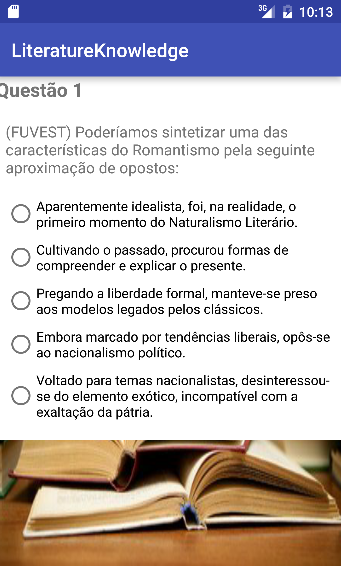 3G 10:13
LiteratureKnowledge
Questão 1
(FUVEST) Poderíamos sintetizar uma das
características do Romantismo pela seguinte
aproximação de opostos:
Aparentemente idealista, foi, na realidade, o
primeiro momento do Naturalismo Literário.
Cultivando o passado, procurou formas de
compreender e explicar o presente.
Pregando a liberdade formal, manteve-se preso
aos modelos legados pelos clássicos.
Embora marcado por tendências liberais, opôs-se
ao nacionalismo político.
Voltado para temas nacionalistas, desinteressou-
se do elemento exótico, incompatível com a
exaltação da pátria.